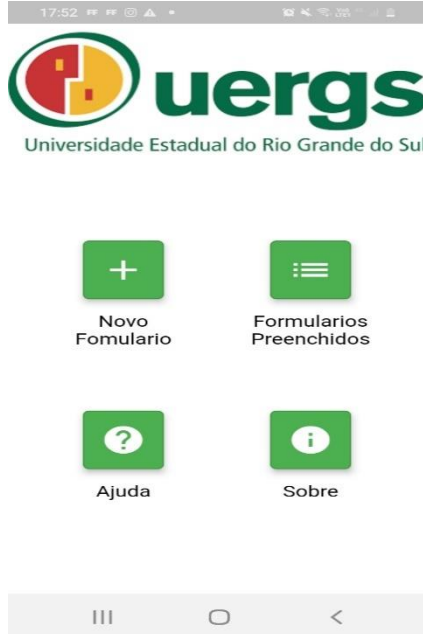 17:52
uergs
Universidade Estadual do Rio Grande do Sul
Novo
Fomulario
Formularios
Preenchidos
Ajuda
Sobre